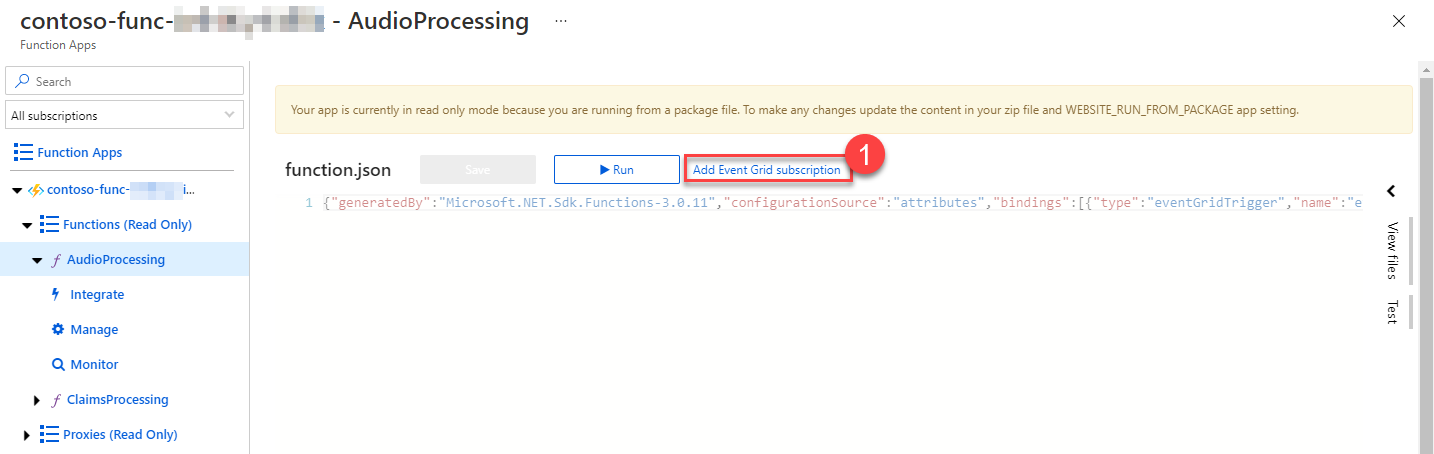 contoso-func- - AudioProcessing ...
Function Apps
Search
All subscriptions
Function Apps
contoso-func- i...
Functions (Read Only)
f AudioProcessing
Integrate
Manage
Monitor
f ClaimsProcessing
Proxies (Read Only)
Your app is currently in read only mode because you are running from a package file. To make any changes update the content in your zip file and WEBSITE_RUN_FROM_PACKAGE app setting.
function.json
Save
Run
Add Event Grid subscription
1
1 {"generatedBy":"Microsoft.NET.Sdk.Functions-3.0.11","configurationSource":"attributes","bindings":[{"type":"eventGridTrigger","name":"e
View files
Test